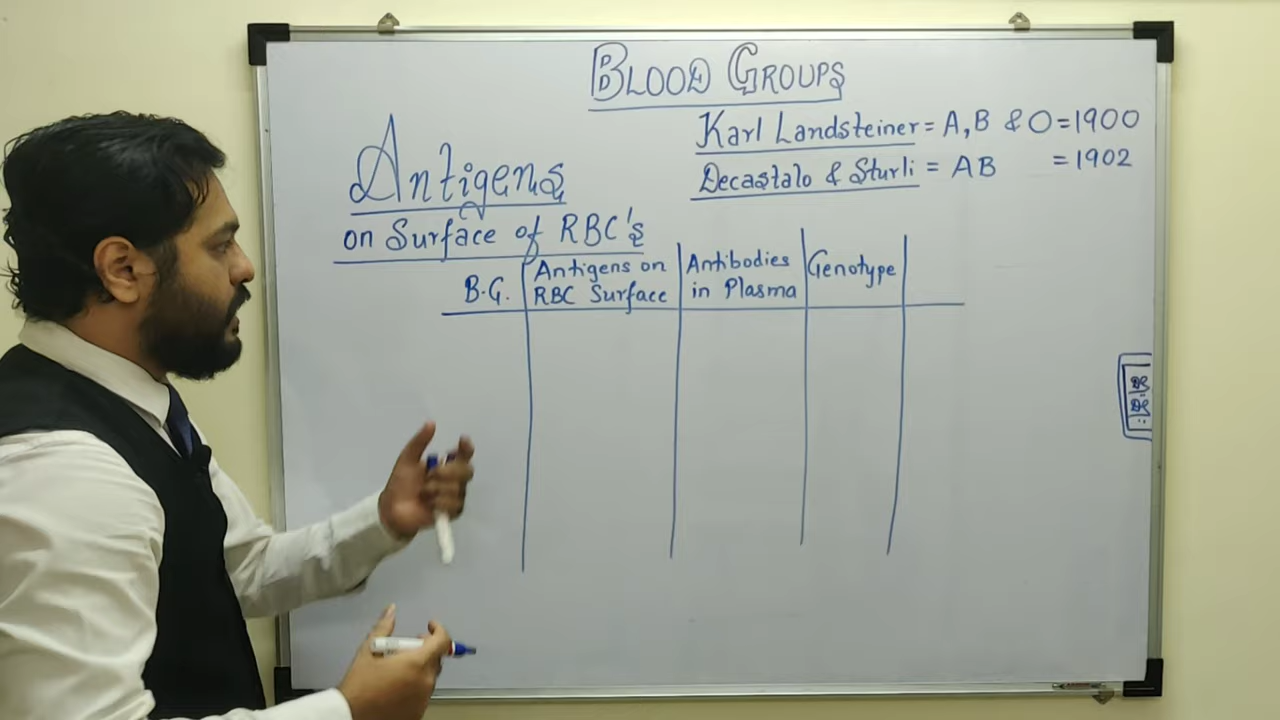 BLOOD GROUPS
Karl Landsteiner = A, B & O = 1900
Decastalo & Sturli = AB = 1902
Antigens
on Surface of RBC's
B.G.
Antigens on
RBC Surface
Antibodies
in Plasma
Genotype